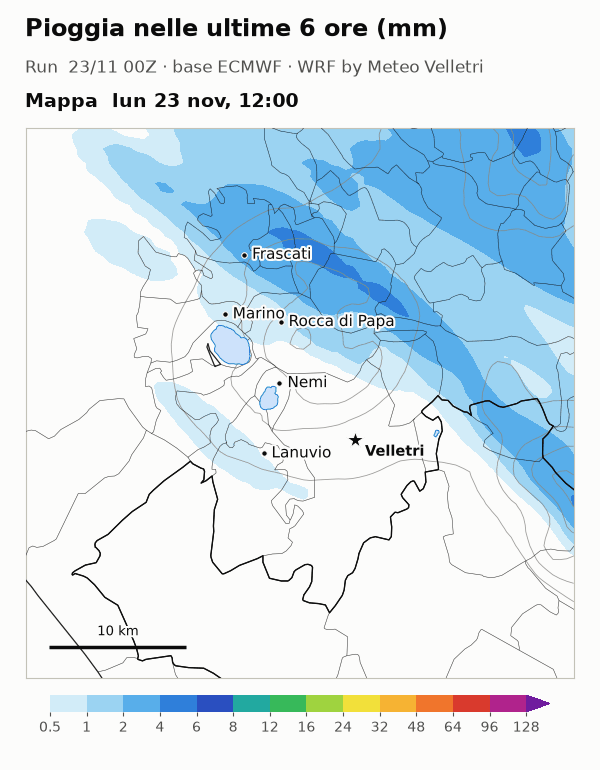 Pioggia nelle ultime 6 ore (mm)
Run  23/11 00Z · base ECMWF · WRF by Meteo Velletri
Mappa  lun 23 nov, 12:00
Frascati
Marino
Rocca di Papa
Nemi
Velletri
Lanuvio
10 km
0.5 1 2 4 6 8 12 16 24 32 48 64 96 128